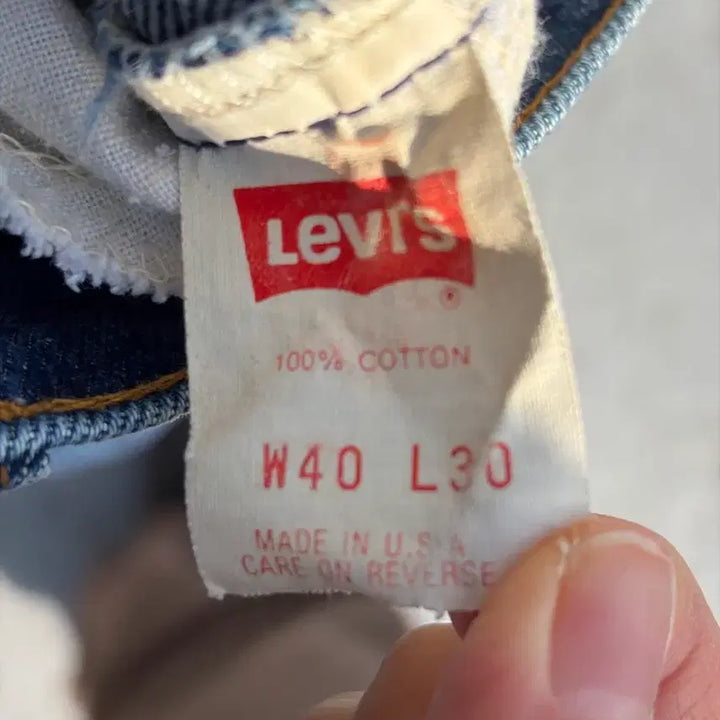 Levi's
®
100% COTTON
W40 L30
MADE IN U.S.A
CARE ON REVERSE